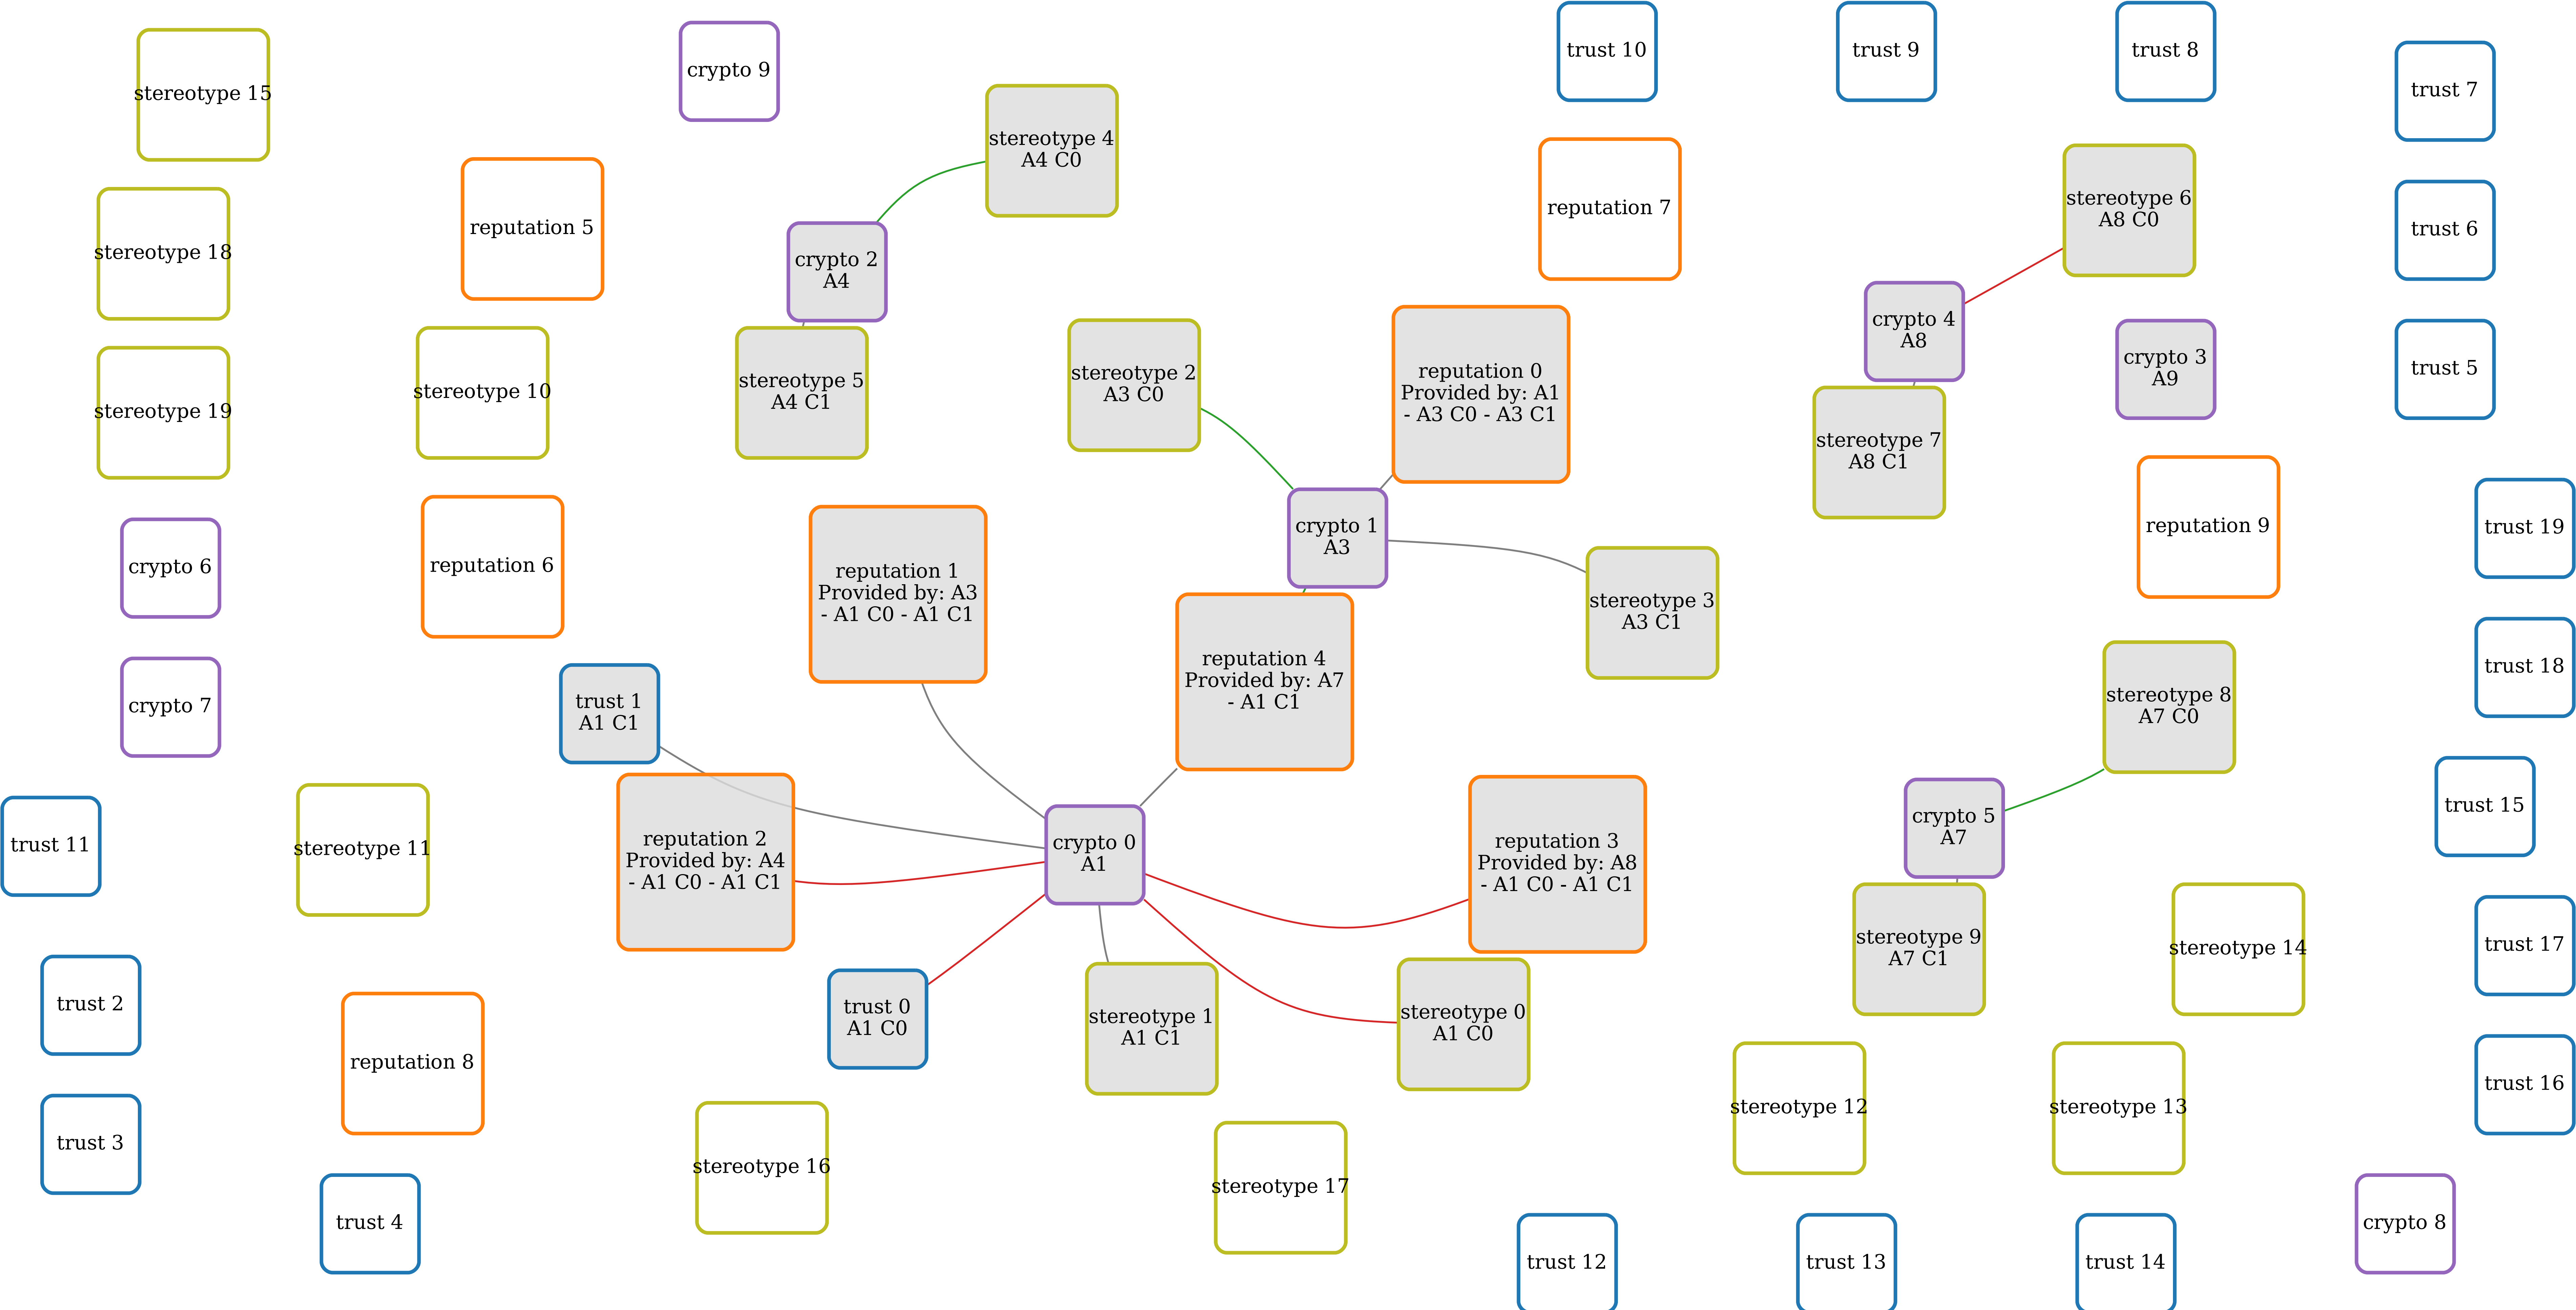 trust 10
trust 9
trust 8
crypto 9
trust 7
stereotype 15
stereotype 4
A4 C0
stereotype 6
A8 C0
reputation 7
reputation 5
trust 6
stereotype 18
crypto 2
A4
crypto 4
A8
crypto 3
A9
trust 5
stereotype 2
A3 C0
reputation 0
Provided by: A1
- A3 C0 - A3 C1
stereotype 5
A4 C1
stereotype 10
stereotype 19
stereotype 7
A8 C1
crypto 1
A3
reputation 9
trust 19
crypto 6
reputation 6
reputation 1
Provided by: A3
- A1 C0 - A1 C1
stereotype 3
A3 C1
reputation 4
Provided by: A7
- A1 C1
trust 18
crypto 7
trust 1
A1 C1
stereotype 8
A7 C0
trust 15
crypto 5
A7
trust 11
stereotype 11
reputation 2
Provided by: A4
- A1 C0 - A1 C1
crypto 0
A1
reputation 3
Provided by: A8
- A1 C0 - A1 C1
stereotype 9
A7 C1
stereotype 14
trust 17
trust 2
trust 0
A1 C0
stereotype 1
A1 C1
stereotype 0
A1 C0
reputation 8
trust 16
stereotype 12
stereotype 13
trust 3
stereotype 16
stereotype 17
trust 4
crypto 8
trust 12
trust 13
trust 14